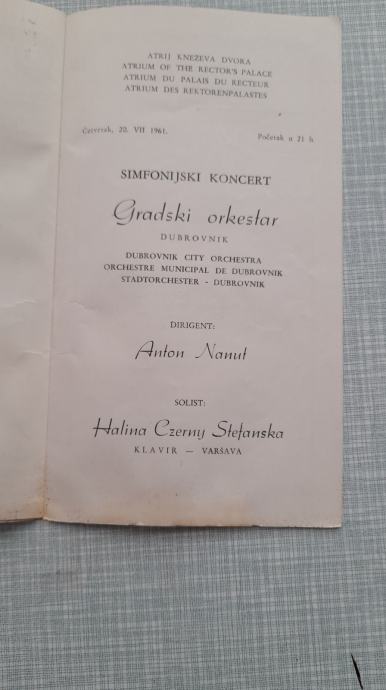 ATRIJ KNEŽEVA DVORA
ATRIUM OF THE RECTOR'S PALACE
ATRIUM DU PALAIS DU RECTEUR
ATRIUM DES REKTORENPALASTES
Četvrtak, 20. VII 1961.
Početak u 21 h
SIMFONIJSKI KONCERT
Gradski orkestar
DUBROVNIK
DUBROVNIK CITY ORCHESTRA
ORCHESTRE MUNICIPAL DE DUBROVNIK
STADTORCHESTER - DUBROVNIK
DIRIGENT:
Anton Nanut
SOLIST:
Halina Czerny Stefanska
KLAVIR — VARŠAVA